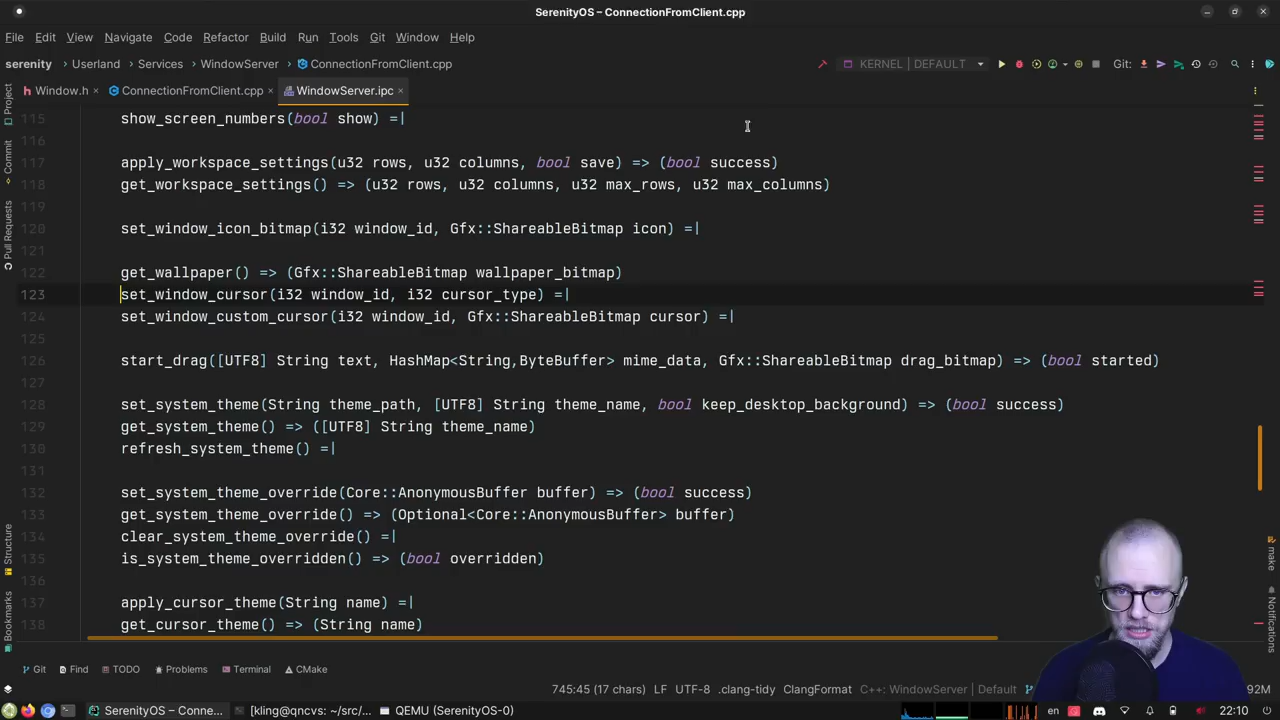 SerenityOS – ConnectionFromClient.cpp
File Edit View Navigate Code Refactor Build Run Tools Git Window Help
serenity Userland Services WindowServer ConnectionFromClient.cpp KERNEL | DEFAULT Git:
Window.h ConnectionFromClient.cpp WindowServer.ipc
115 show_screen_numbers(bool show) =|
116
117 apply_workspace_settings(u32 rows, u32 columns, bool save) => (bool success)
118 get_workspace_settings() => (u32 rows, u32 columns, u32 max_rows, u32 max_columns)
119
120 set_window_icon_bitmap(i32 window_id, Gfx::ShareableBitmap icon) =|
121
122 get_wallpaper() => (Gfx::ShareableBitmap wallpaper_bitmap)
123 set_window_cursor(i32 window_id, i32 cursor_type) =|
124 set_window_custom_cursor(i32 window_id, Gfx::ShareableBitmap cursor) =|
125
126 start_drag([UTF8] String text, HashMap<String,ByteBuffer> mime_data, Gfx::ShareableBitmap drag_bitmap) => (bool started)
127
128 set_system_theme(String theme_path, [UTF8] String theme_name, bool keep_desktop_background) => (bool success)
129 get_system_theme() => ([UTF8] String theme_name)
130 refresh_system_theme() =|
131
132 set_system_theme_override(Core::AnonymousBuffer buffer) => (bool success)
133 get_system_theme_override() => (Optional<Core::AnonymousBuffer> buffer)
134 clear_system_theme_override() =|
135 is_system_theme_overridden() => (bool overridden)
136
137 apply_cursor_theme(String name) =|
138 get_cursor_theme() => (String name)
Project
Commit
Pull Requests
Structure
Bookmarks
make
Notifications
Git Find TODO Problems Terminal CMake
745:45 (17 chars) LF UTF-8 .clang-tidy ClangFormat C++: WindowServer | Default 92M
SerenityOS – Conne... [kling@qncvs: ~/src/... QEMU (SerenityOS-0) en 22:10